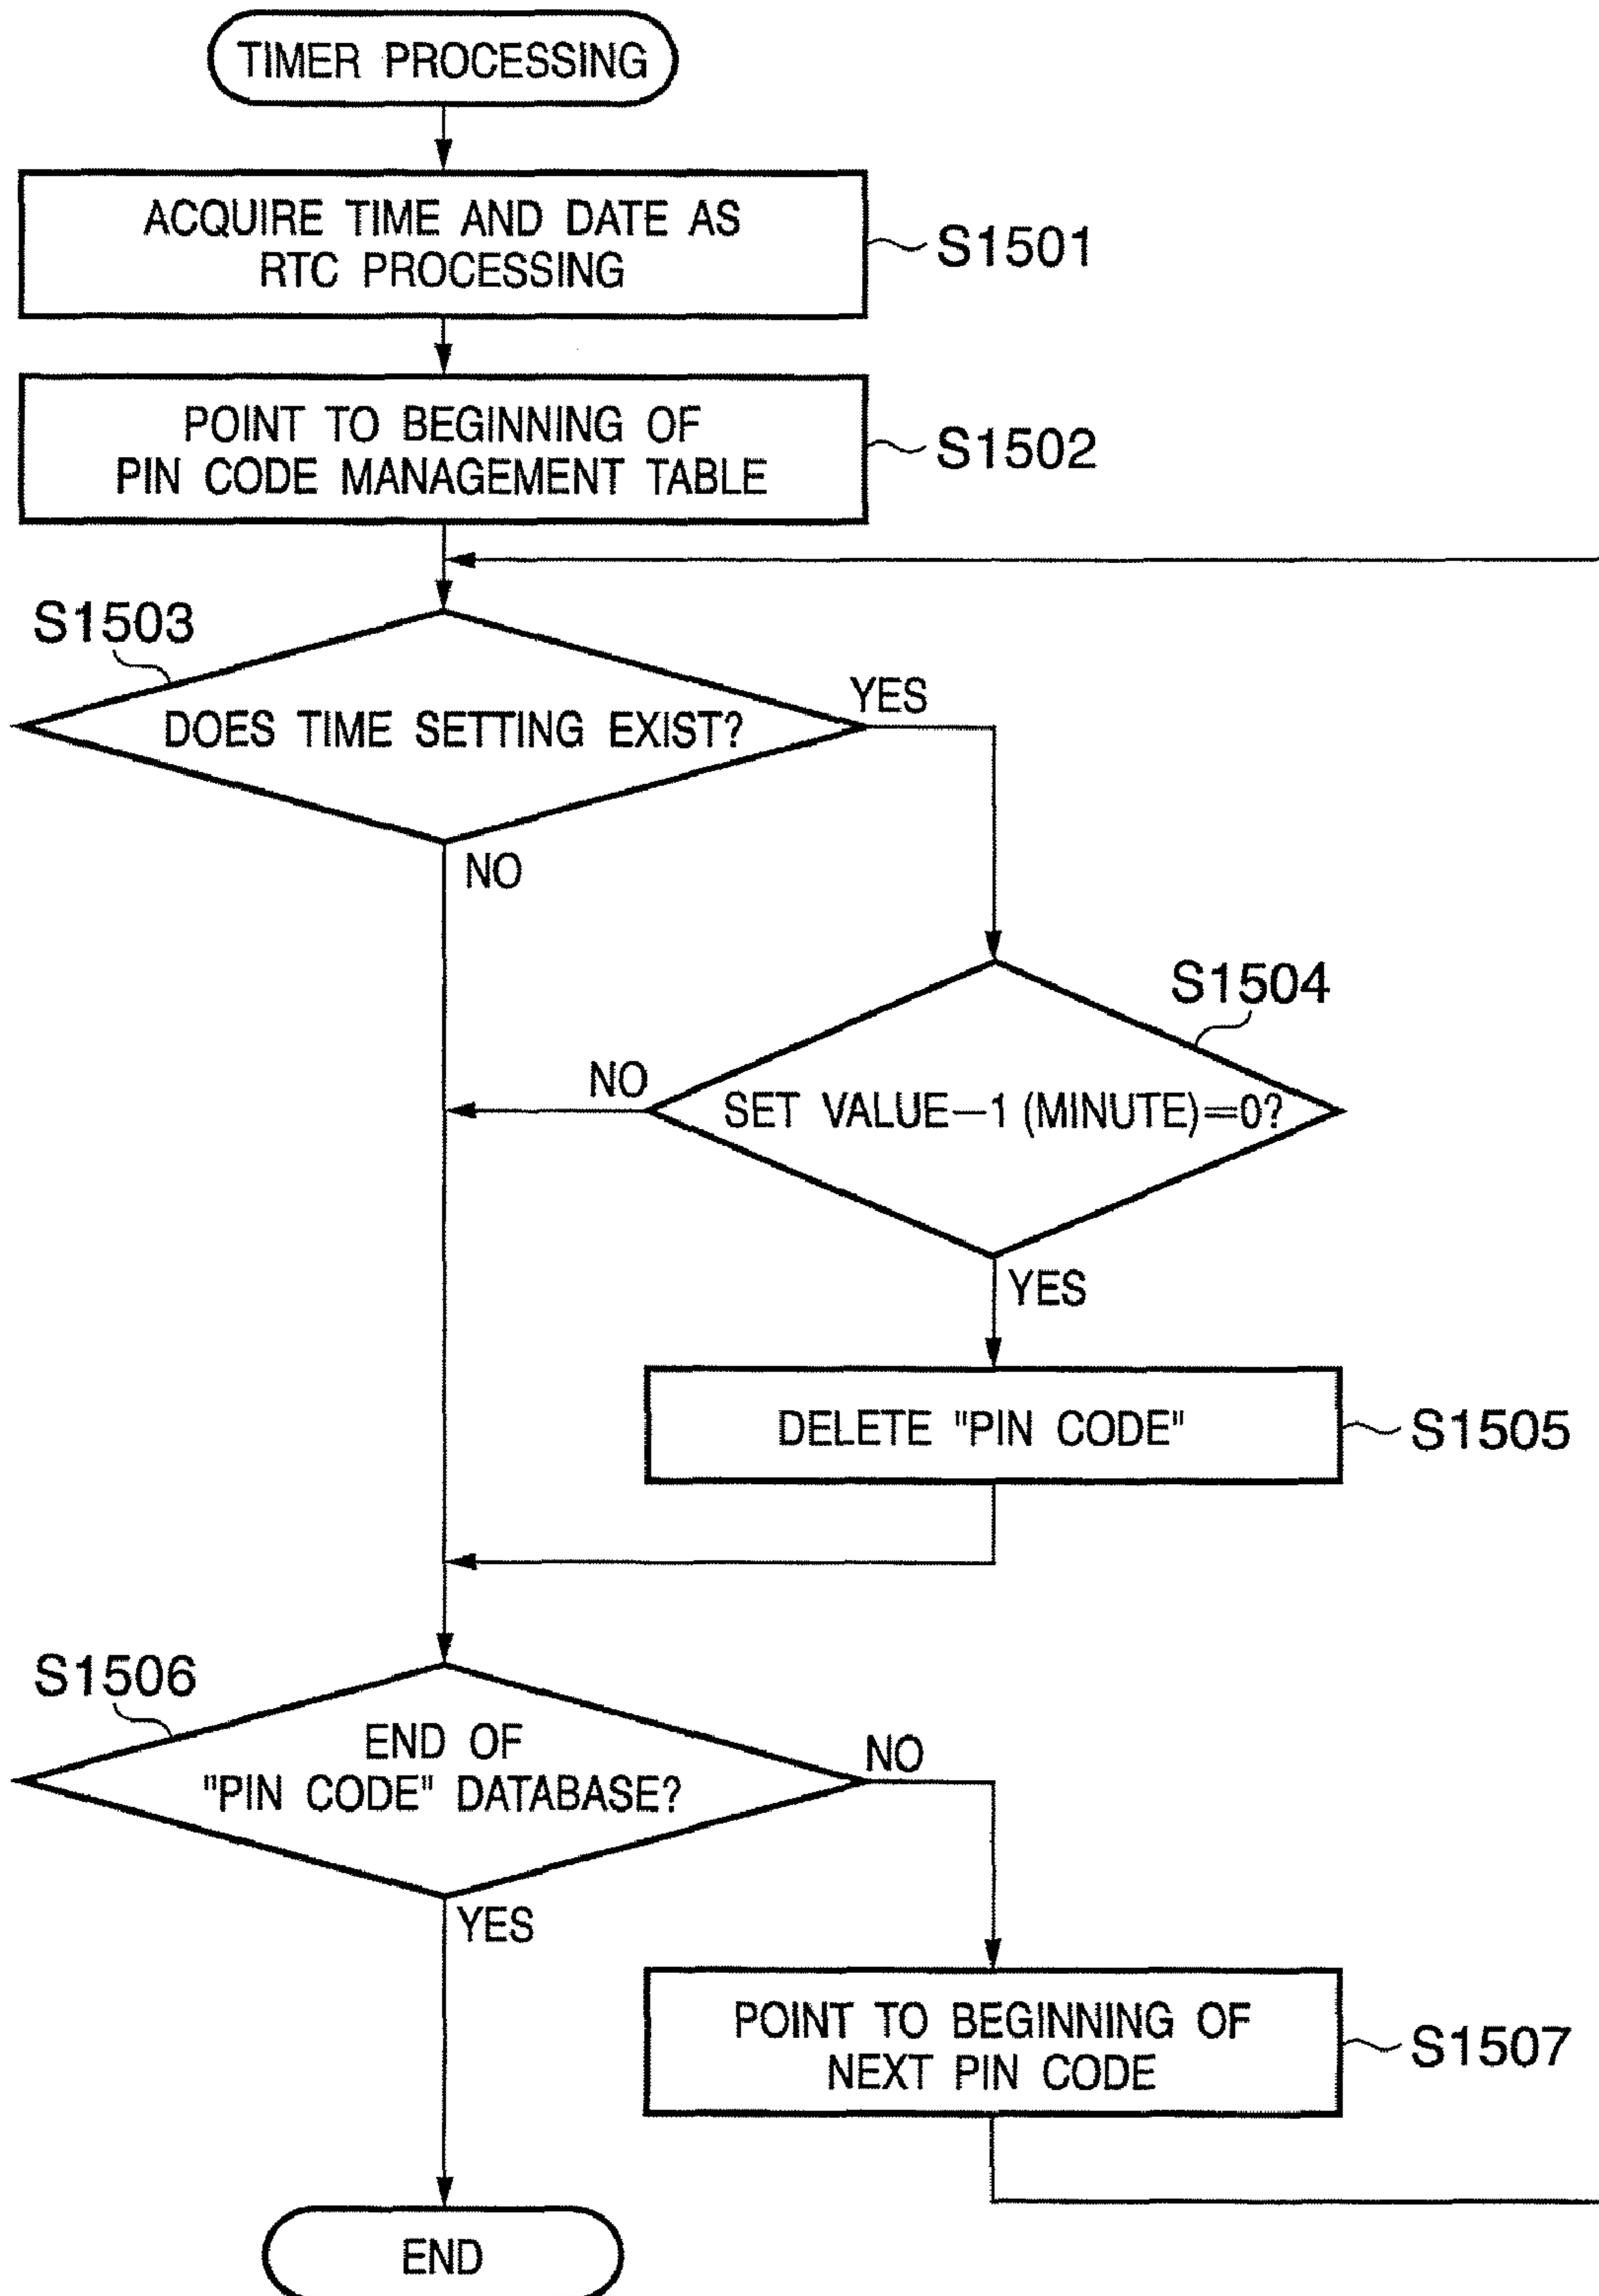 TIMER PROCESSING
ACQUIRE TIME AND DATE AS
RTC PROCESSING
S1501
POINT TO BEGINNING OF
PIN CODE MANAGEMENT TABLE
S1502
S1503
DOES TIME SETTING EXIST?
YES
NO
S1504
SET VALUE—1 (MINUTE)=0?
NO
YES
DELETE "PIN CODE"
S1505
S1506
END OF
"PIN CODE" DATABASE?
NO
YES
POINT TO BEGINNING OF
NEXT PIN CODE
S1507
END